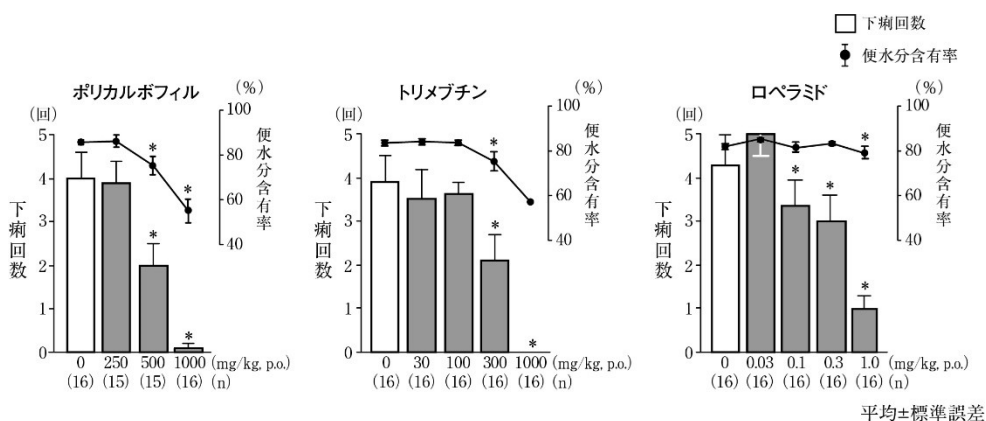 下痢回数
便水分含有率
ポリカルボフィル
(回)
(%)
5
4
3
2
1
0
下痢回数
100
80
60
40
便水分含有率
*
*
*
*
0 250 500 1000 (mg/kg, p.o.)
(16) (15) (15) (16) (n)
トリメブチン
(回)
(%)
5
4
3
2
1
0
下痢回数
100
80
60
40
便水分含有率
*
*
*
0 30 100 300 1000 (mg/kg, p.o.)
(16) (16) (16) (16) (16) (n)
ロペラミド
(回)
(%)
5
4
3
2
1
0
下痢回数
100
80
60
40
便水分含有率
*
*
*
*
0 0.03 0.1 0.3 1.0 (mg/kg, p.o.)
(16) (16) (16) (16) (16) (n)
平均±標準誤差